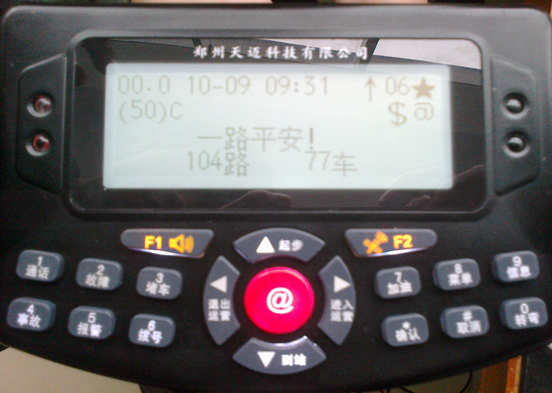 郑州天迈科技有限公司
00.0 10-09 09:31 ↑06★
(50)C $@
一路平安!
104路 77车
F1 起步 F2
1 通话
2 故障
3 堵车
退出运营
@
进入运营
7 加油
8 菜单
9 信息
4 事故
5 报警
6 拨号
到站
* 确认
# 取消
0 转弯